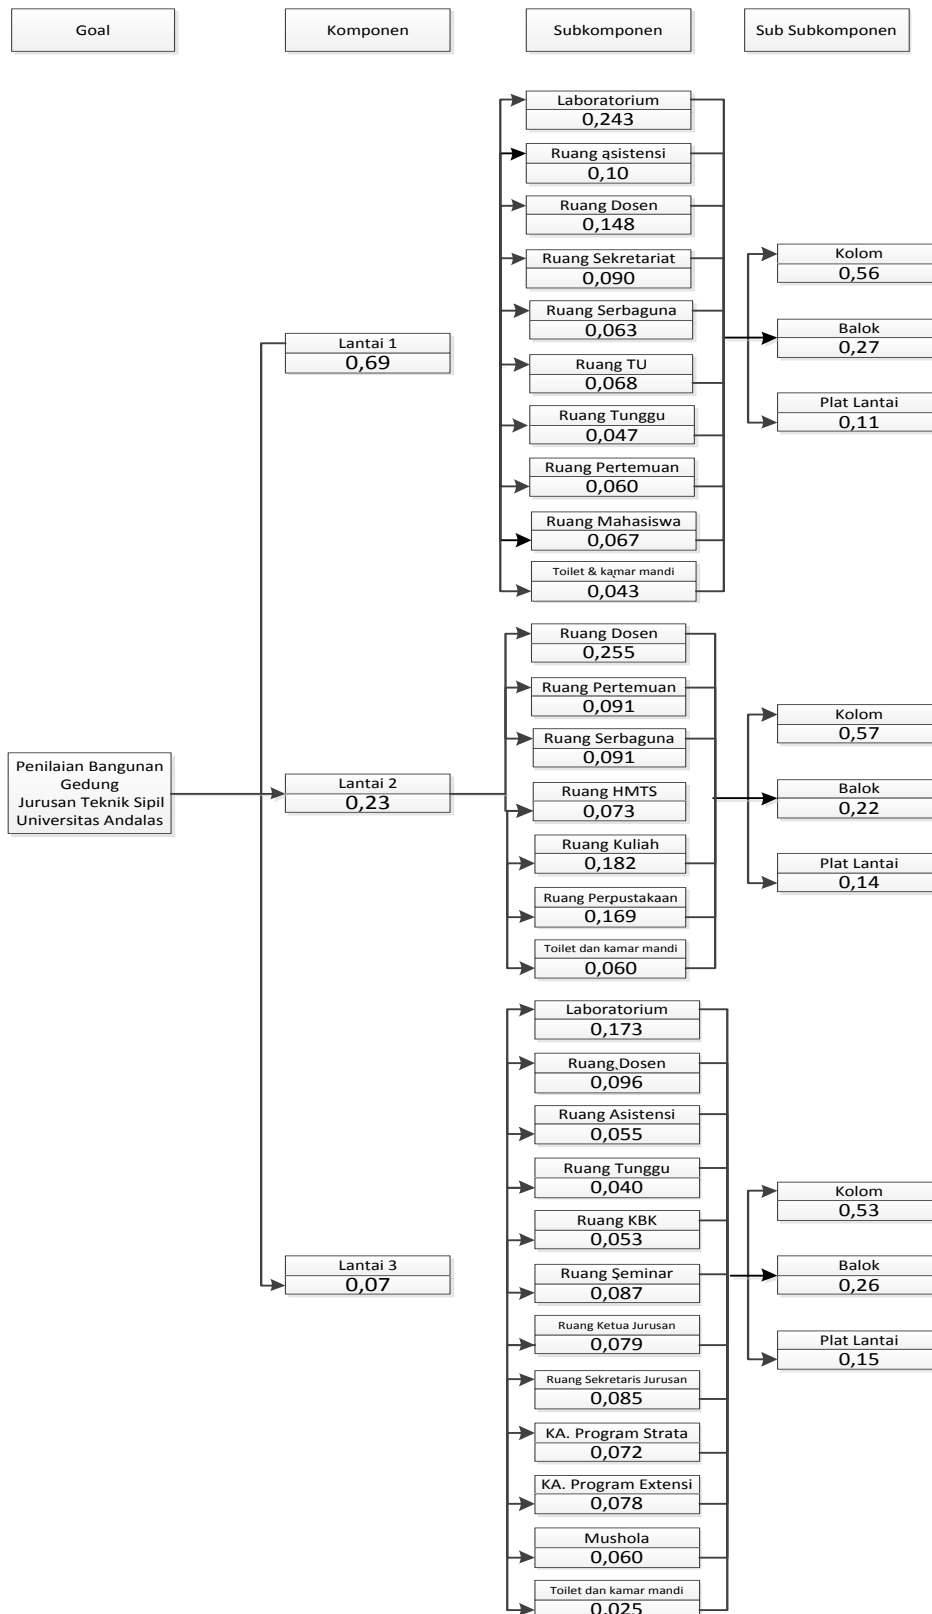 Goal
Komponen
Subkomponen
Sub Subkomponen
Laboratorium
0,243
Ruang asistensi
0,10
Ruang Dosen
0,148
Ruang Sekretariat
0,090
Ruang Serbaguna
0,063
Ruang TU
0,068
Ruang Tunggu
0,047
Ruang Pertemuan
0,060
Ruang Mahasiswa
0,067
Toilet & kamar mandi
0,043
Lantai 1
0,69
Kolom
0,56
Balok
0,27
Plat Lantai
0,11
Penilaian Bangunan
Gedung
Jurusan Teknik Sipil
Universitas Andalas
Lantai 2
0,23
Ruang Dosen
0,255
Ruang Pertemuan
0,091
Ruang Serbaguna
0,091
Ruang HMTS
0,073
Ruang Kuliah
0,182
Ruang Perpustakaan
0,169
Toilet dan kamar mandi
0,060
Kolom
0,57
Balok
0,22
Plat Lantai
0,14
Lantai 3
0,07
Laboratorium
0,173
Ruang Dosen
0,096
Ruang Asistensi
0,055
Ruang Tunggu
0,040
Ruang KBK
0,053
Ruang Seminar
0,087
Ruang Ketua Jurusan
0,079
Ruang Sekretaris Jurusan
0,085
KA. Program Strata
0,072
KA. Program Extensi
0,078
Mushola
0,060
Toilet dan kamar mandi
0,025
Kolom
0,53
Balok
0,26
Plat Lantai
0,15